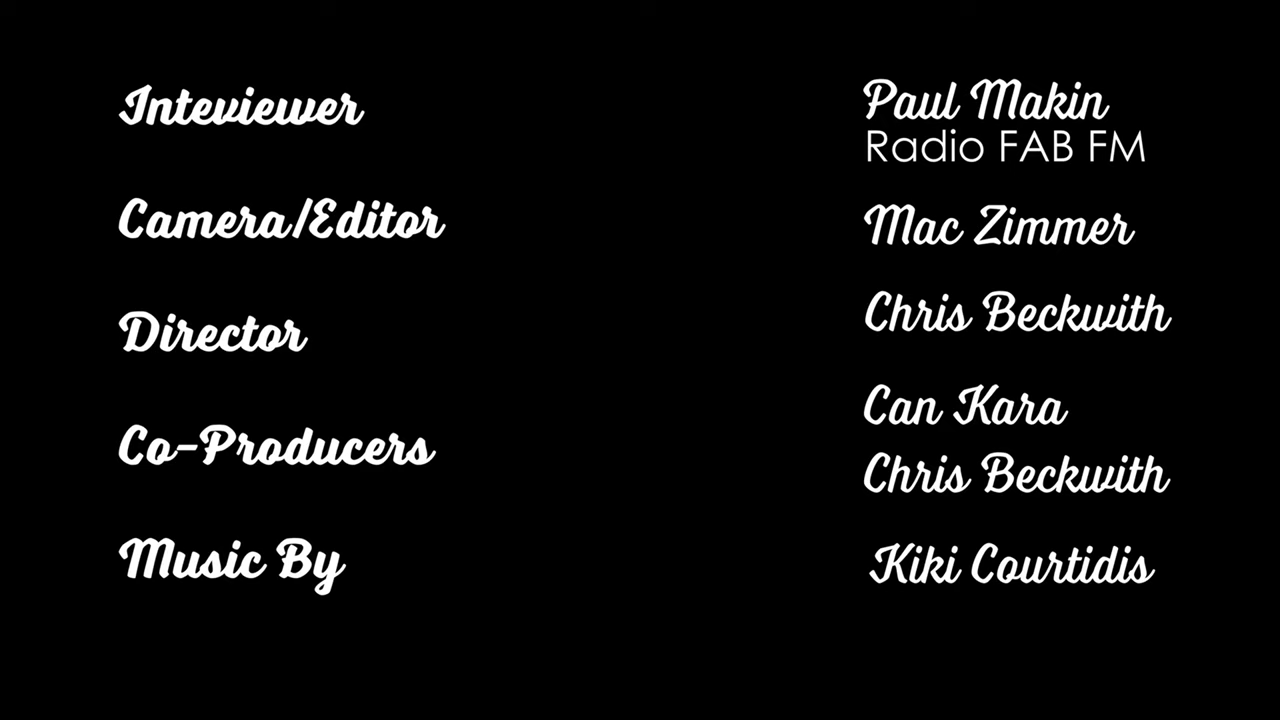 Inteviewer
Paul Makin
Radio FAB FM
Camera/Editor
Mac Zimmer
Director
Chris Beckwith
Co-Producers
Can Kara
Chris Beckwith
Music By
Kiki Courtidis